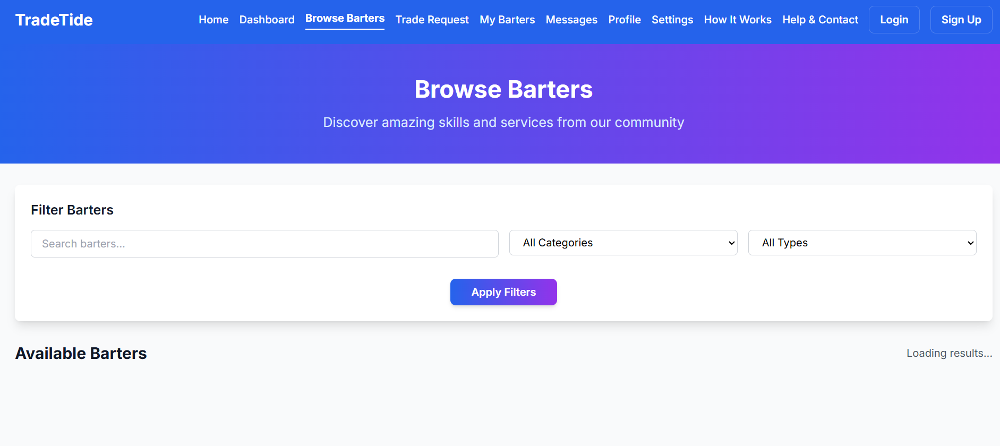 TradeTide
Home Dashboard Browse Barters Trade Request My Barters Messages Profile Settings How It Works Help & Contact Login Sign Up
Browse Barters
Discover amazing skills and services from our community
Filter Barters
Search barters...
All Categories
All Types
Apply Filters
Available Barters
Loading results...